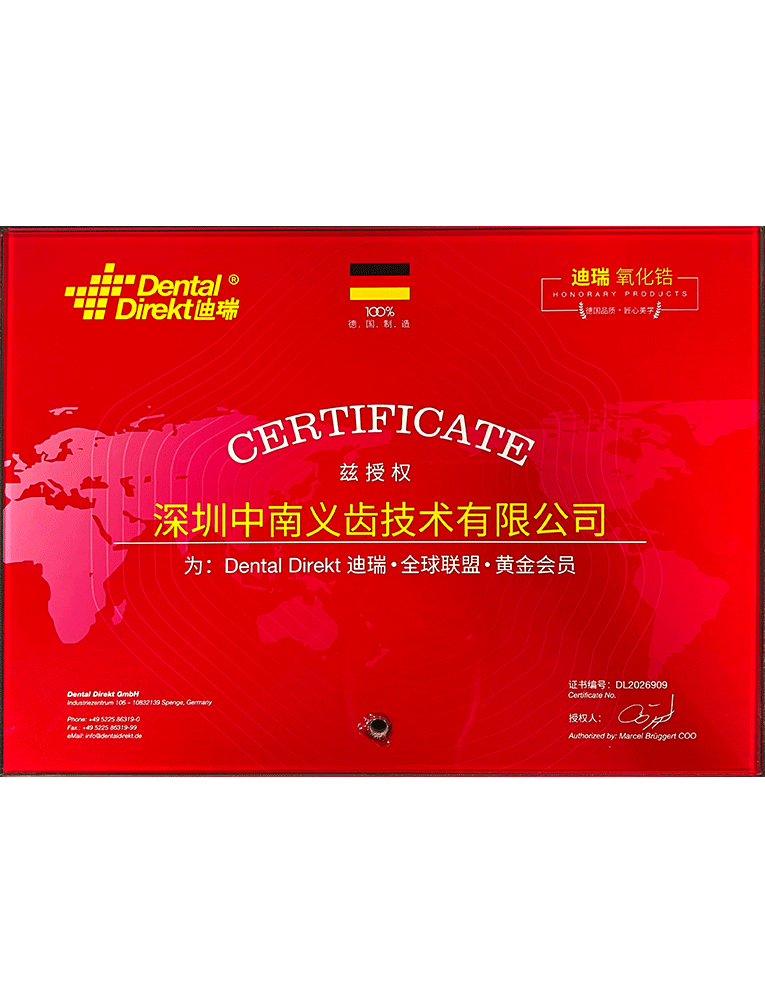 Dental ®
Direkt迪瑞
100%
德．国．制．造
迪瑞 氧化锆
HONORARY PRODUCTS
德国品质·匠心美学
CERTIFICATE
兹授权
深圳中南义齿技术有限公司
为：Dental Direkt 迪瑞·全球联盟·黄金会员
Dental Direkt GmbH
Industriezentrum 106 – 10832139 Spenge, Germany
Phone: +49 5225 86319-0
Fax.: +49 5225 86319-99
eMail: info@dentaldirekt.de
证书编号：DL2026909
Certificate No.
授权人：
Authorized by: Marcel Brüggert COO